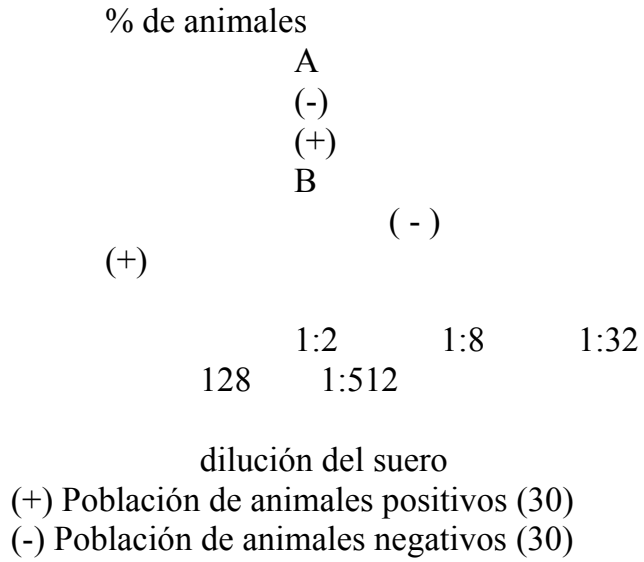 % de animales
A
(-)
(+)
B
( - )
(+)
1:2 1:8 1:32
128 1:512
dilución del suero
(+) Población de animales positivos (30)
(-) Población de animales negativos (30)